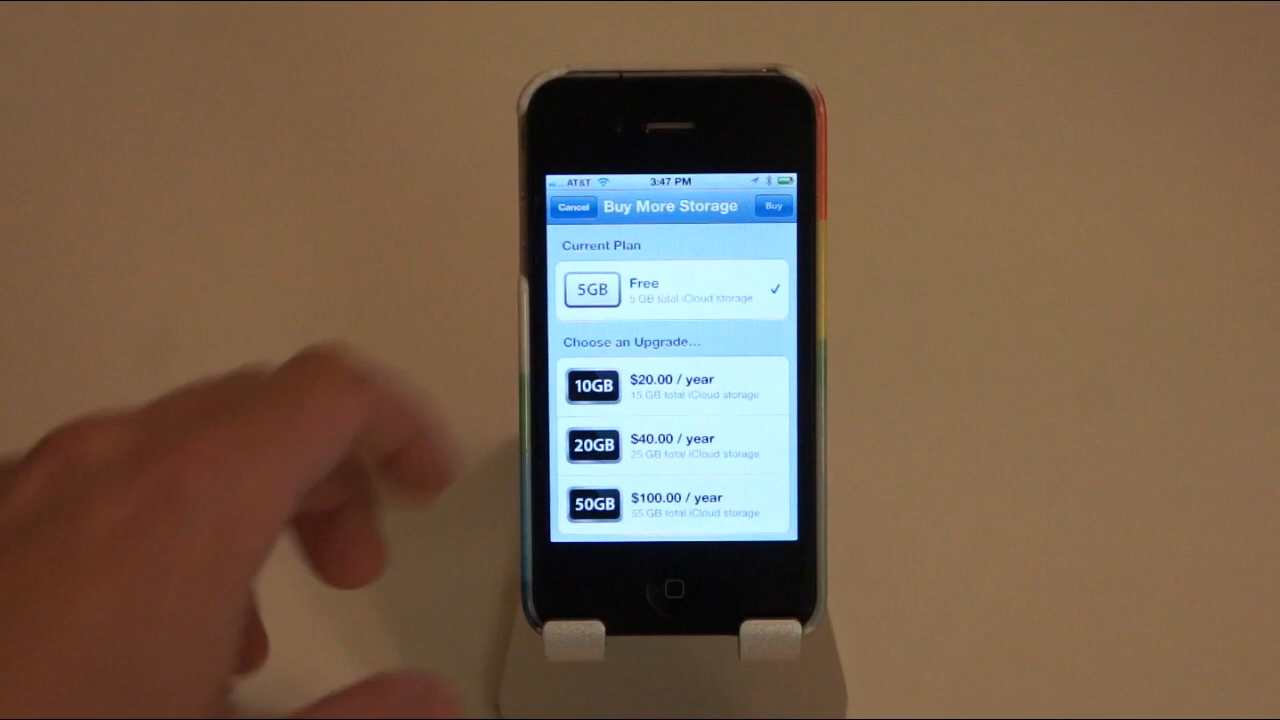 AT&T 3:47 PM
Cancel Buy More Storage Buy
Current Plan
5GB Free
5 GB total iCloud storage
Choose an Upgrade...
10GB $20.00 / year
15 GB total iCloud storage
20GB $40.00 / year
25 GB total iCloud storage
50GB $100.00 / year
55 GB total iCloud storage